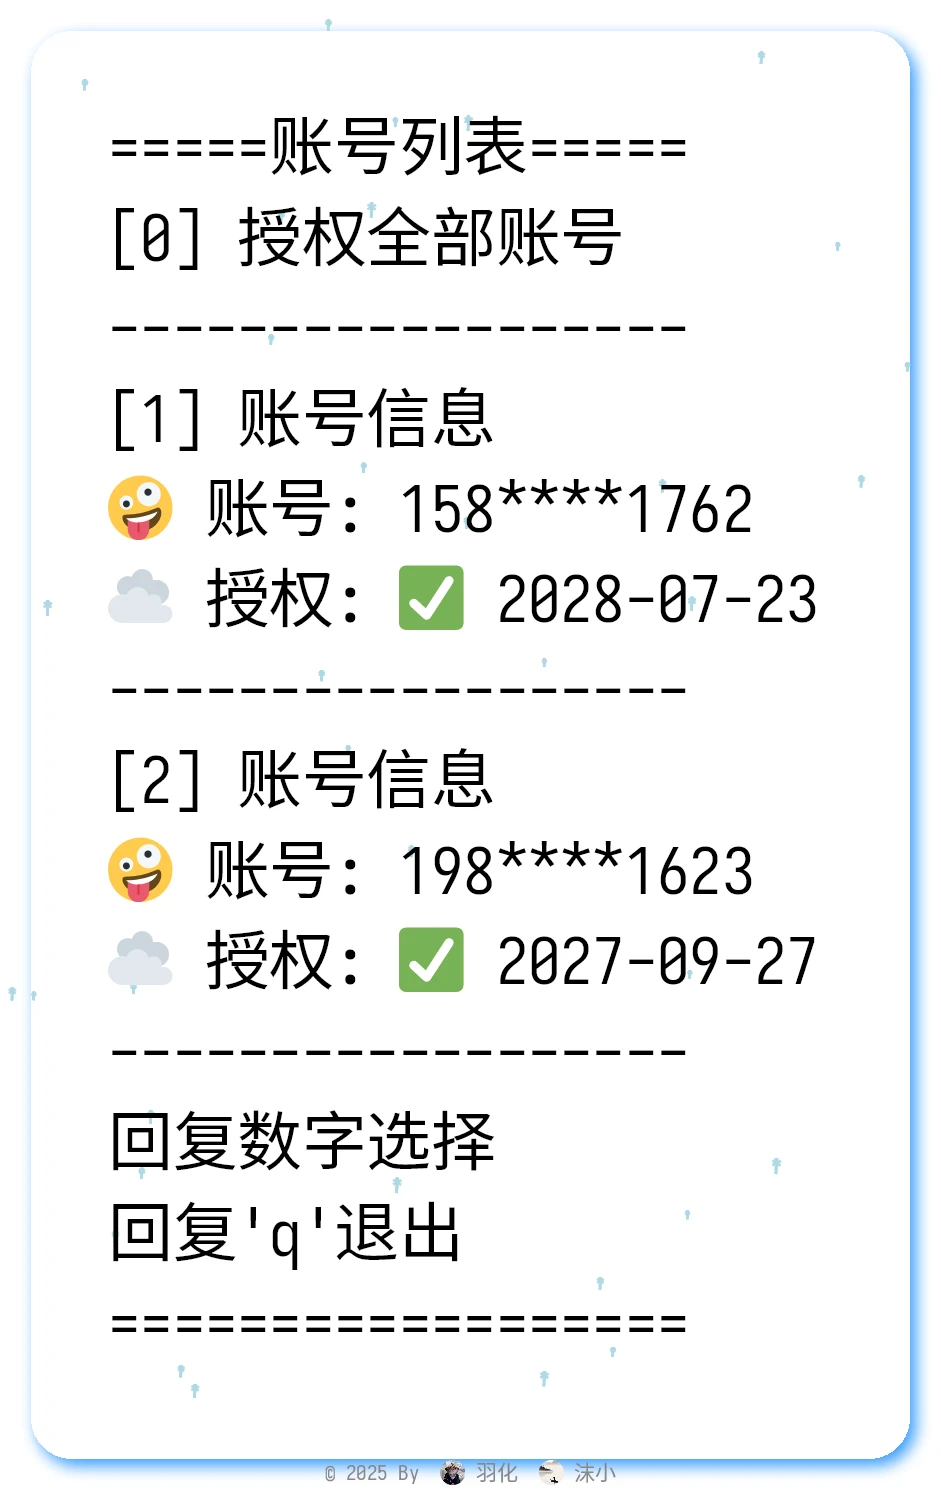 =====账号列表=====
[0] 授权全部账号
------------------
[1] 账号信息
🤪 账号: 158****1762
☁️ 授权: ✅ 2028-07-23
------------------
[2] 账号信息
🤪 账号: 198****1623
☁️ 授权: ✅ 2027-09-27
------------------
回复数字选择
回复'q'退出
==================
© 2025 By 羽化 沫小